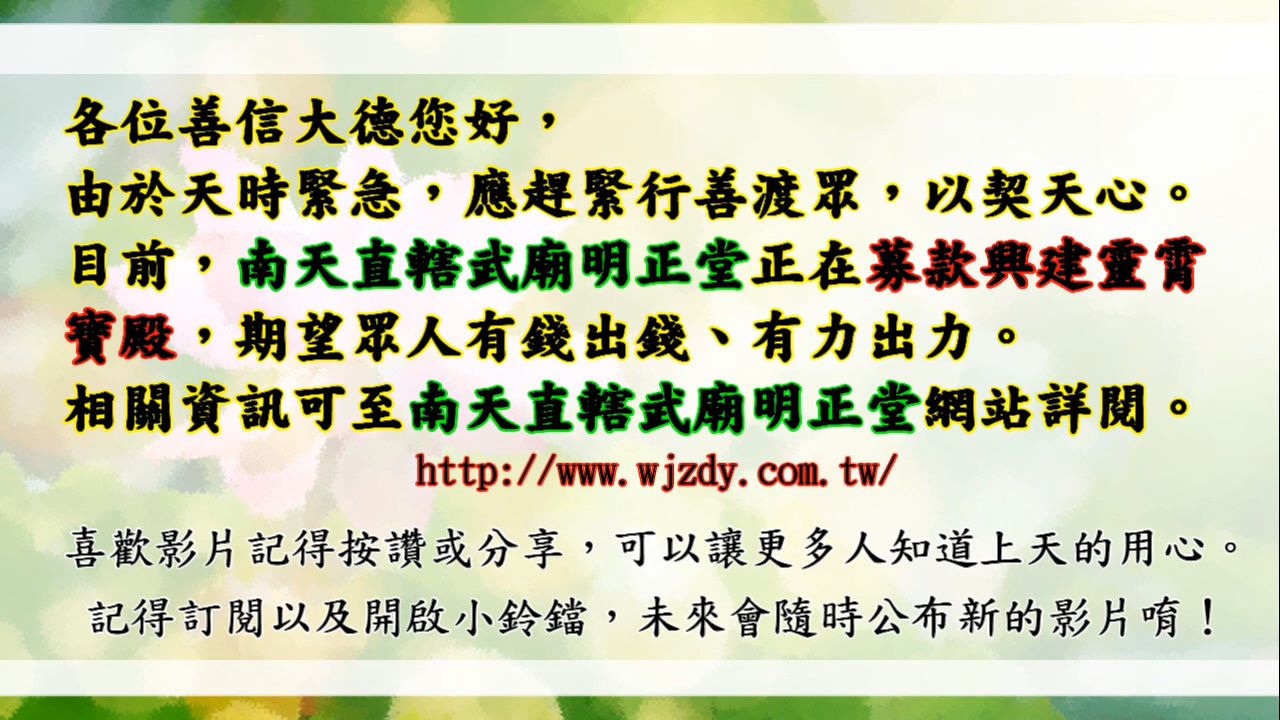 各位善信大德您好，
由於天時緊急，應趕緊行善渡眾，以契天心。
目前，南天直轄武廟明正堂正在募款興建靈霄
寶殿，期望眾人有錢出錢、有力出力。
相關資訊可至南天直轄武廟明正堂網站詳閱。
http://www.wjzdy.com.tw/
喜歡影片記得按讚或分享，可以讓更多人知道上天的用心。
記得訂閱以及開啟小鈴鐺，未來會隨時公布新的影片唷！